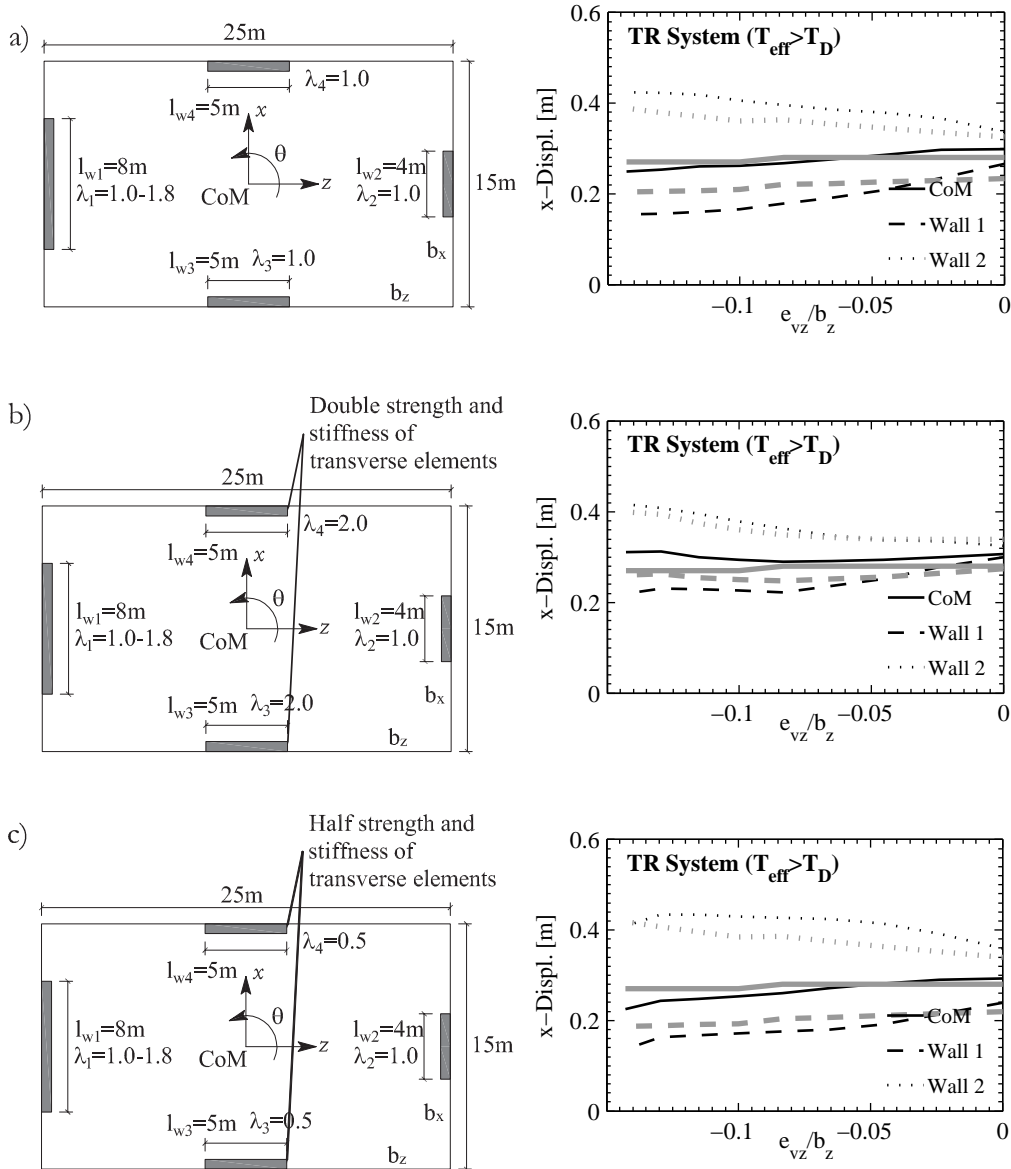 a)
25m
λ4=1.0
lw4=5m
x
θ
lw1=8m
λ1=1.0-1.8
CoM
z
lw2=4m
λ2=1.0
15m
bx
lw3=5m
λ3=1.0
bz
TR System (Teff>TD)
0.6
0.4
0.2
0
x−Displ. [m]
CoM
Wall 1
Wall 2
−0.1
−0.05
0
evz/bz
b)
Double strength and
stiffness of
transverse elements
25m
λ4=2.0
lw4=5m
x
θ
lw1=8m
λ1=1.0-1.8
CoM
z
lw2=4m
λ2=1.0
15m
bx
lw3=5m
λ3=2.0
bz
TR System (Teff>TD)
0.6
0.4
0.2
0
x−Displ. [m]
CoM
Wall 1
Wall 2
−0.1
−0.05
0
evz/bz
c)
Half strength and
stiffness of
transverse elements
25m
λ4=0.5
lw4=5m
x
θ
lw1=8m
λ1=1.0-1.8
CoM
z
lw2=4m
λ2=1.0
15m
bx
lw3=5m
λ3=0.5
bz
TR System (Teff>TD)
0.6
0.4
0.2
0
x−Displ. [m]
CoM
Wall 1
Wall 2
−0.1
−0.05
0
evz/bz